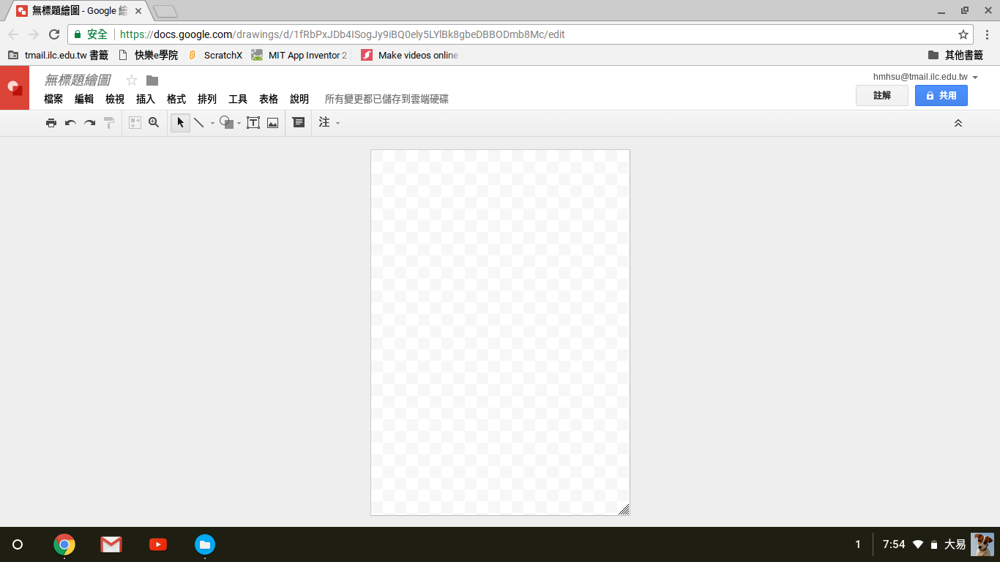 無標題繪圖 - Google 繪
安全 https://docs.google.com/drawings/d/1fRbPxJDb4ISogJy9iBQ0ely5LYlBk8gbeDBBODmb8Mc/edit
tmail.ilc.edu.tw 書籤 快樂e學院 ScratchX MIT App Inventor 2 Make videos online 其他書籤
無標題繪圖 hmhsu@tmail.ilc.edu.tw
檔案 編輯 檢視 插入 格式 排列 工具 表格 說明 所有變更都已儲存到雲端硬碟 註解 共用
注
1 7:54 大易